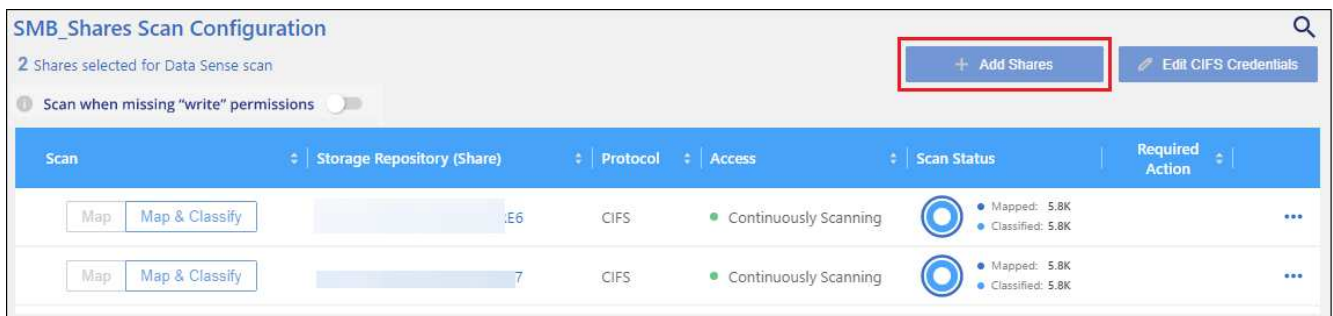 SMB_Shares Scan Configuration
2 Shares selected for Data Sense scan
+ Add Shares
Edit CIFS Credentials
Scan when missing "write" permissions
Scan
Storage Repository (Share)
Protocol
Access
Scan Status
Required
Action
Map
Map & Classify
:E6
CIFS
Continuously Scanning
Mapped: 5.8K
Classified: 5.8K
Map
Map & Classify
7
CIFS
Continuously Scanning
Mapped: 5.8K
Classified: 5.8K